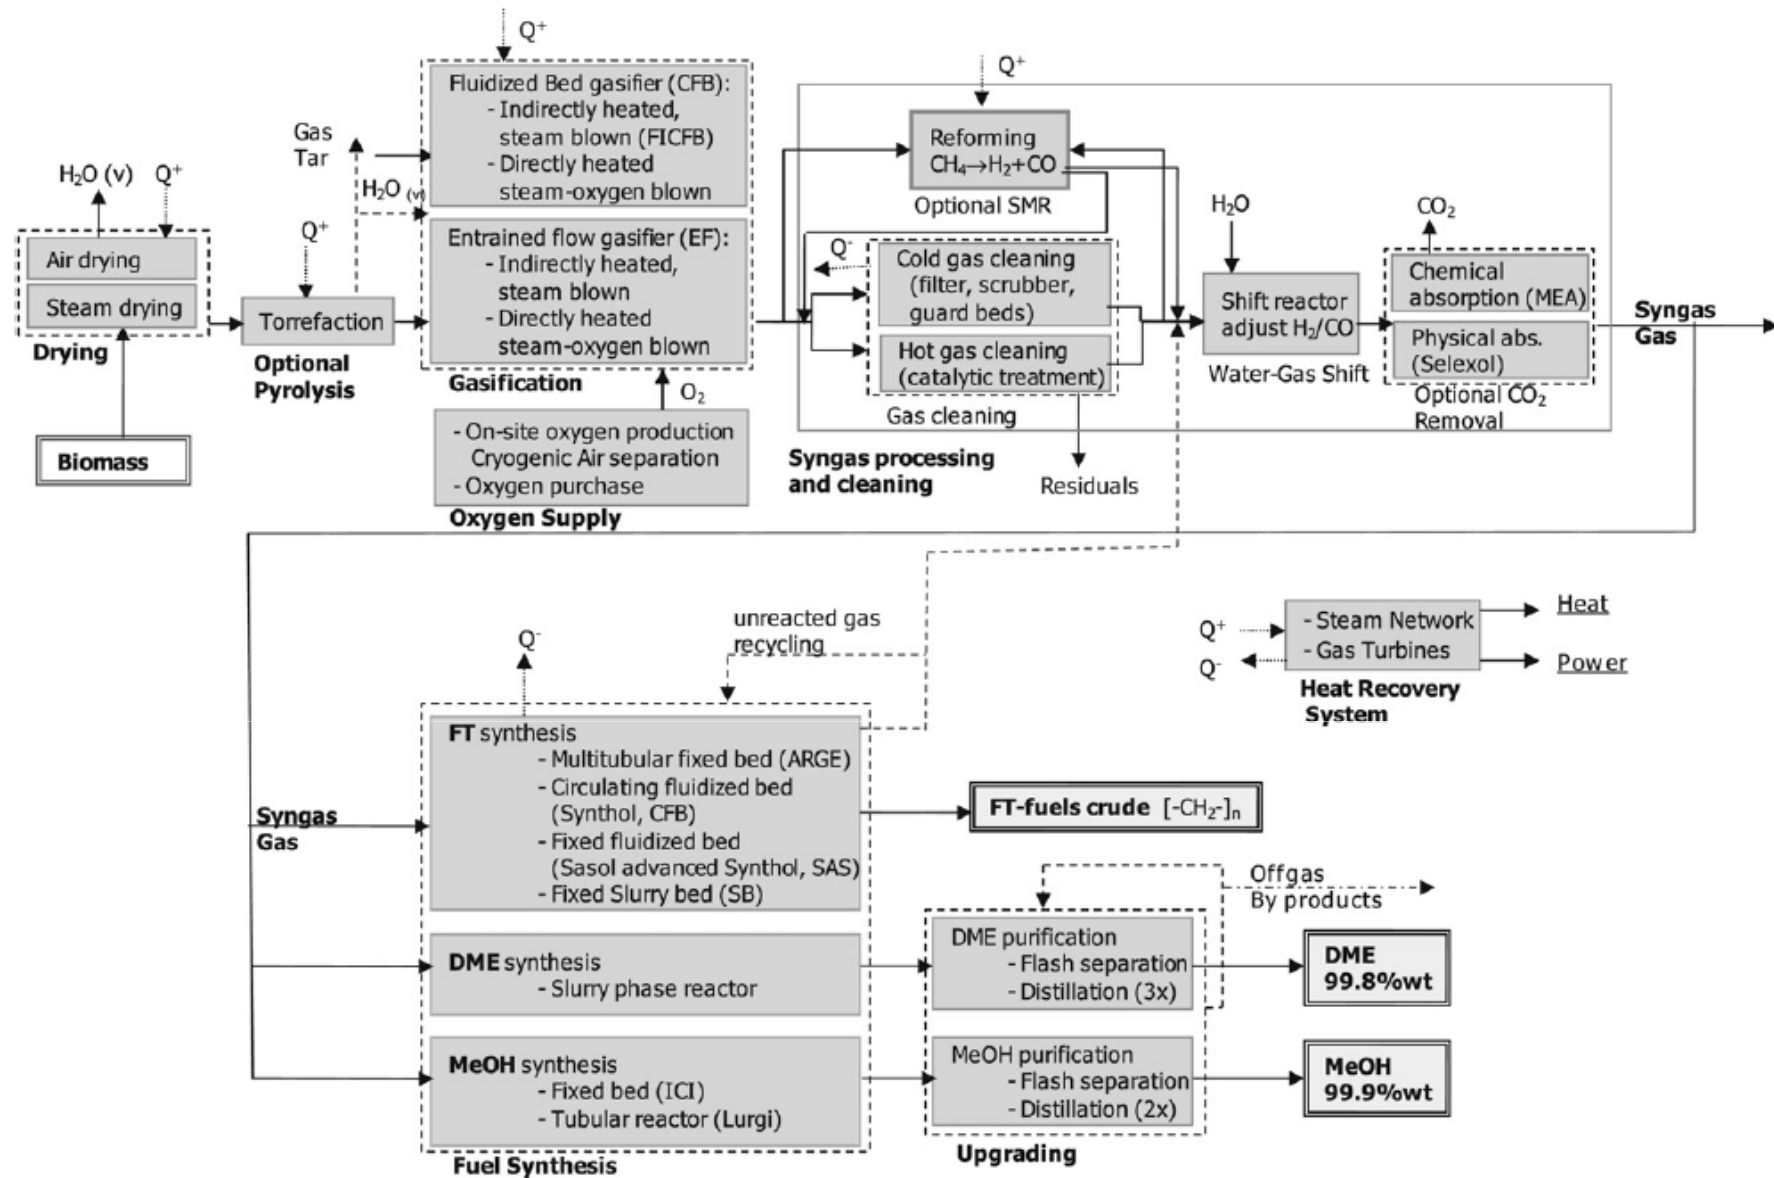 Q⁺
Fluidized Bed gasifier (CFB):
- Indirectly heated,
steam blown (FICFB)
- Directly heated
steam-oxygen blown
Gas
Tar
H₂O (v)
Q⁺
H₂O (v)
Air drying
Steam drying
Drying
Biomass
Q⁺
Torrefaction
Optional
Pyrolysis
Entrained flow gasifier (EF):
- Indirectly heated,
steam blown
- Directly heated
steam-oxygen blown
Gasification
O₂
- On-site oxygen production
Cryogenic Air separation
- Oxygen purchase
Oxygen Supply
Q⁺
Reforming
CH₄→H₂+CO
Optional SMR
Q⁻
Cold gas cleaning
(filter, scrubber,
guard beds)
Hot gas cleaning
(catalytic treatment)
Gas cleaning
Syngas processing
and cleaning
Residuals
H₂O
Shift reactor
adjust H₂/CO
Water-Gas Shift
CO₂
Chemical
absorption (MEA)
Physical abs.
(Selexol)
Optional CO₂
Removal
Syngas
Gas
unreacted gas
recycling
Q⁺
Q⁻
- Steam Network
- Gas Turbines
Heat
Power
Heat Recovery
System
Q⁻
FT synthesis
- Multitubular fixed bed (ARGE)
- Circulating fluidized bed
(Synthol, CFB)
- Fixed fluidized bed
(Sasol advanced Synthol, SAS)
- Fixed Slurry bed (SB)
Syngas
Gas
FT-fuels crude [-CH₂-]n
DME synthesis
- Slurry phase reactor
MeOH synthesis
- Fixed bed (ICI)
- Tubular reactor (Lurgi)
Fuel Synthesis
Offgas
By products
DME purification
- Flash separation
- Distillation (3x)
MeOH purification
- Flash separation
- Distillation (2x)
Upgrading
DME
99.8%wt
MeOH
99.9%wt